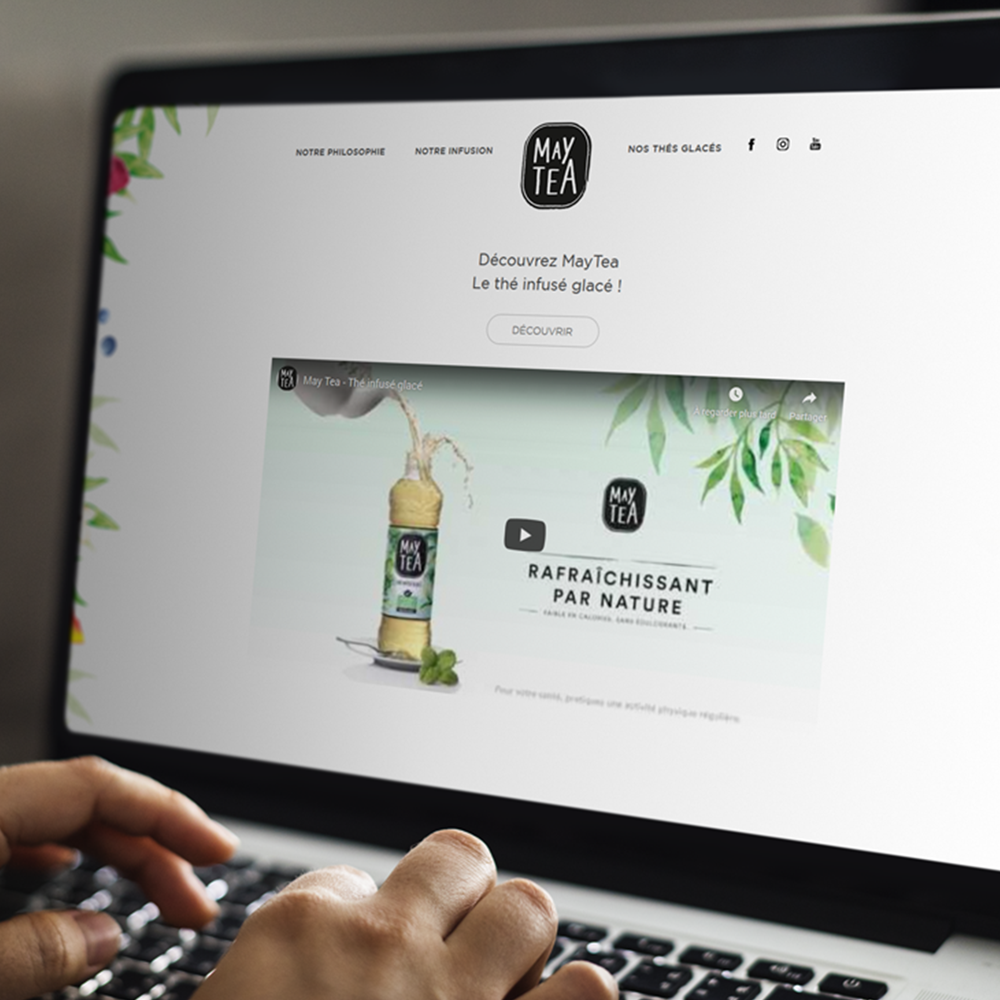 NOTRE PHILOSOPHIE
NOTRE INFUSION
MAY
TEA
NOS THÉS GLACÉS
Découvrez MayTea
Le thé infusé glacé !
DÉCOUVRIR
MAY
TEA
May Tea - Thé infusé glacé
À regarder plus tard
Partager
MAY
TEA
MAY
TEA
RAFRAÎCHISSANT
PAR NATURE
FAIBLE EN CALORIES, SANS ÉDULCORANTS
Pour votre santé, pratiquez une activité physique régulière.